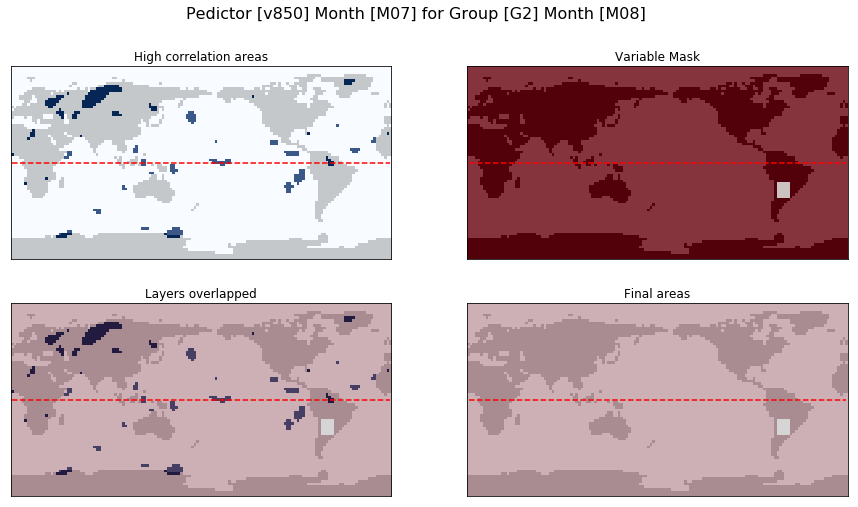 Pedictor [v850] Month [M07] for Group [G2] Month [M08]
High correlation areas
Variable Mask
Layers overlapped
Final areas